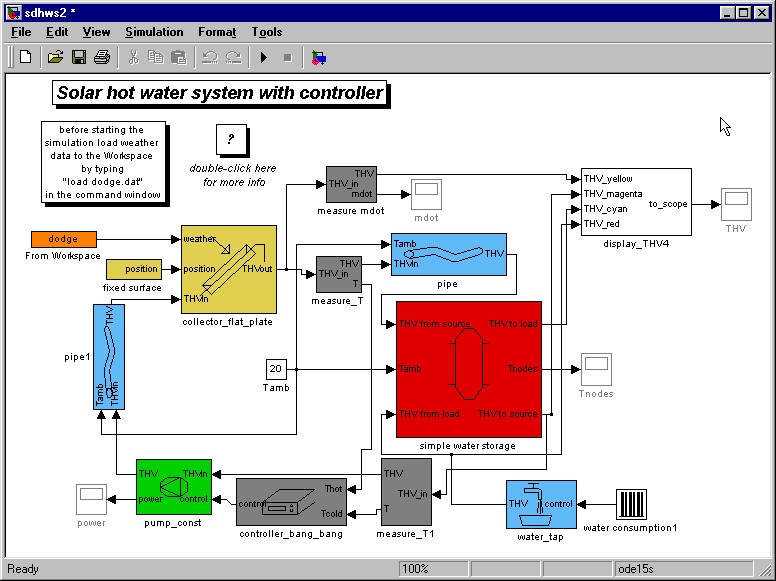 sdhws2 *
File Edit View Simulation Format Tools
Solar hot water system with controller
before starting the
simulation load weather
data to the Workspace
by typing
"load dodge.dat"
in the command window
?
double-click here
for more info
THV
THV_in
mdot
measure mdot
mdot
THV_yellow
THV_magenta
THV_cyan
THV_red
to_scope
display_THV4
THV
dodge
From Workspace
position
fixed surface
weather
position
THVin
THVout
collector_flat_plate
THV
THV_in
T
measure_T
Tamb
THVin
THV
pipe
THV
Tamb
THVin
pipe1
20
Tamb
THV from source
THV to load
Tamb
Tnodes
THV from load
THV to source
simple water storage
Tnodes
THV
THVin
power
control
pump_const
power
control
Thot
Tcold
controller_bang_bang
THV
THV_in
T
measure_T1
THV
control
water_tap
water consumption1
Ready
100%
ode15s